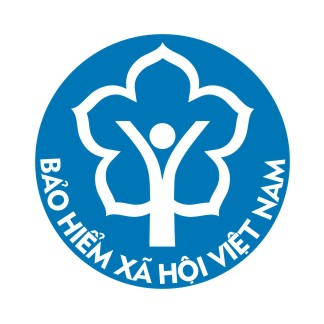 BẢO HIỂM XÃ HỘI VIỆT NAM